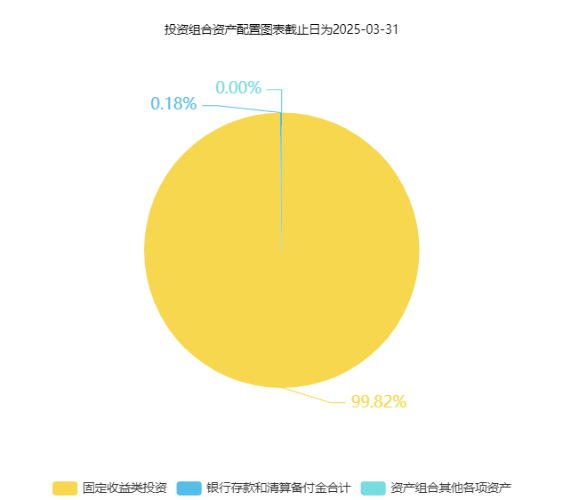 投资组合资产配置图表截止日为2025-03-31
0.00%
0.18%
99.82%
固定收益类投资 银行存款和清算备付金合计 资产组合其他各项资产